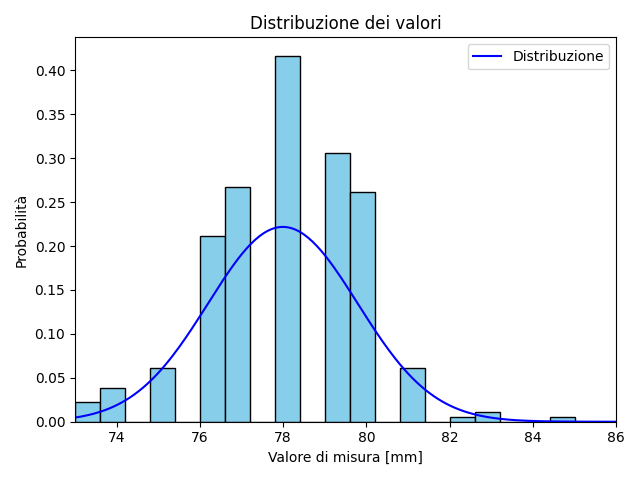 Distribuzione dei valori
Distribuzione
Probabilità
0.40
0.35
0.30
0.25
0.20
0.15
0.10
0.05
0.00
74 76 78 80 82 84 86
Valore di misura [mm]